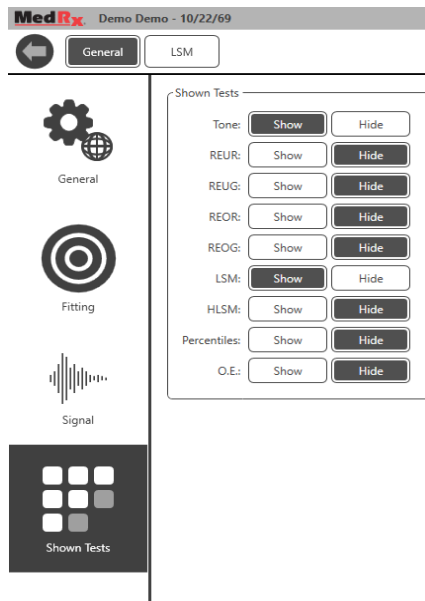 MedRx Demo Demo - 10/22/69
General LSM
General
Fitting
Signal
Shown Tests
Shown Tests
Tone: Show Hide
REUR: Show Hide
REUG: Show Hide
REOR: Show Hide
REOG: Show Hide
LSM: Show Hide
HLSM: Show Hide
Percentiles: Show Hide
O.E.: Show Hide